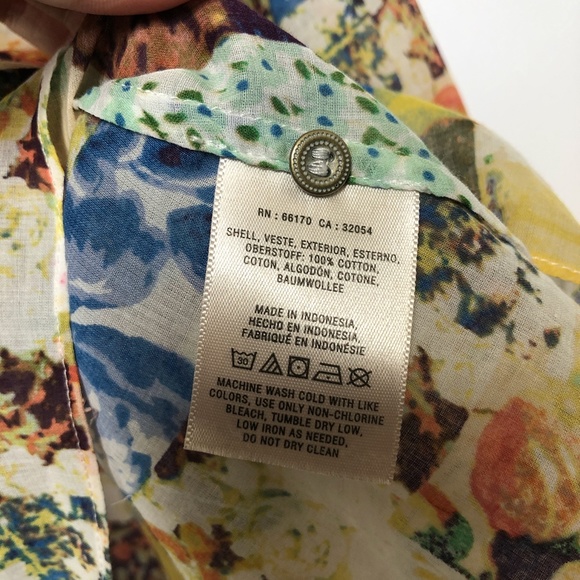 RN : 66170 CA : 32054
SHELL, VESTE, EXTERIOR, ESTERNO,
OBERSTOFF: 100% COTTON,
COTON, ALGODÓN, COTONE,
BAUMWOLLEE
MADE IN INDONESIA,
HECHO EN INDONESIA,
FABRIQUÉ EN INDONÉSIE
30
MACHINE WASH COLD WITH LIKE
COLORS, USE ONLY NON-CHLORINE
BLEACH, TUMBLE DRY LOW,
LOW IRON AS NEEDED,
DO NOT DRY CLEAN